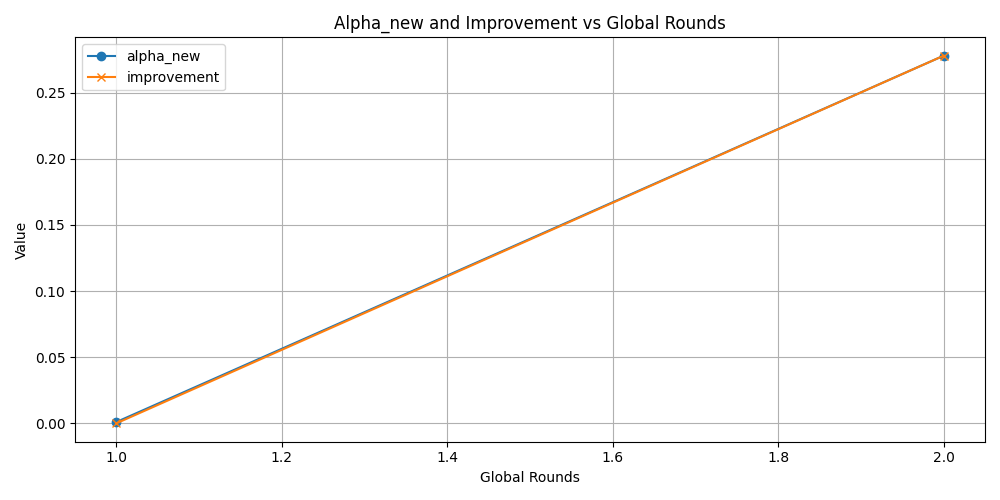 Alpha_new and Improvement vs Global Rounds
alpha_new
improvement
0.25
0.20
0.15
0.10
0.05
0.00
Value
1.0 1.2 1.4 1.6 1.8 2.0
Global Rounds